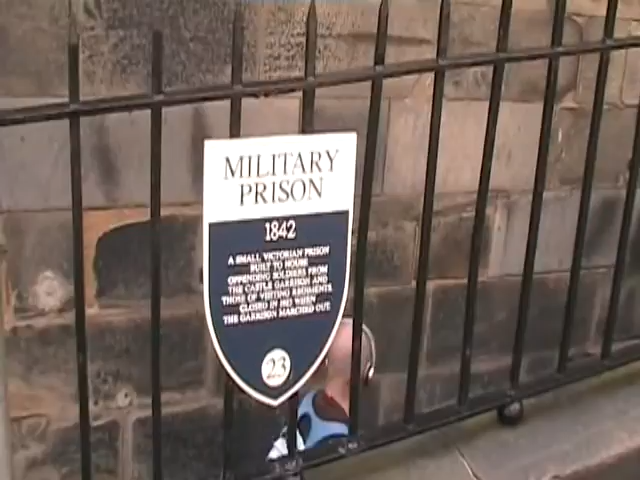 MILITARY
PRISON
1842
A SMALL VICTORIAN PRISON
BUILT TO HOUSE
OFFENDING SOLDIERS FROM
THE CASTLE GARRISON AND
THOSE OF VISITING REGIMENTS
CLOSED IN 1923 WHEN
THE GARRISON MARCHED OUT
23